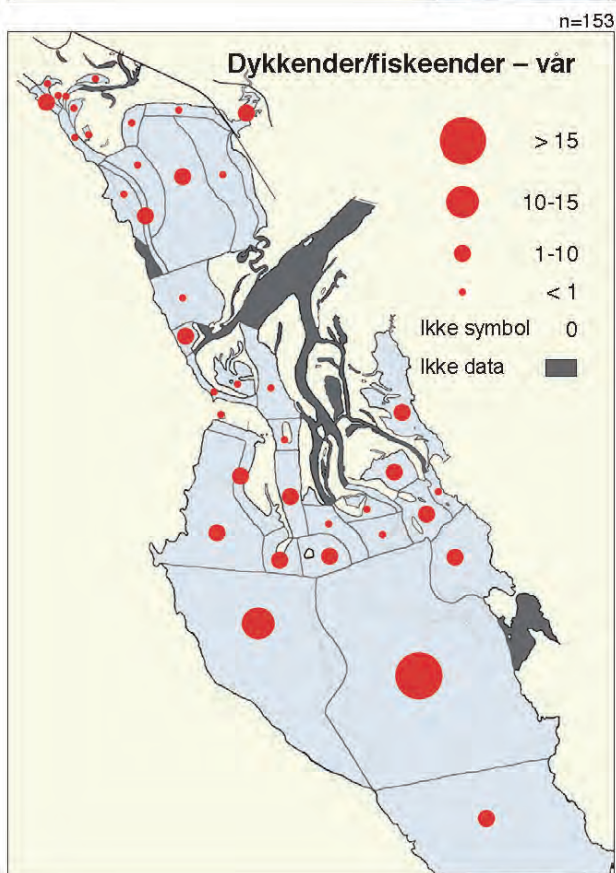 n=153
Dykkender/fiskeender – vår
> 15
10-15
1-10
< 1
Ikke symbol 0
Ikke data